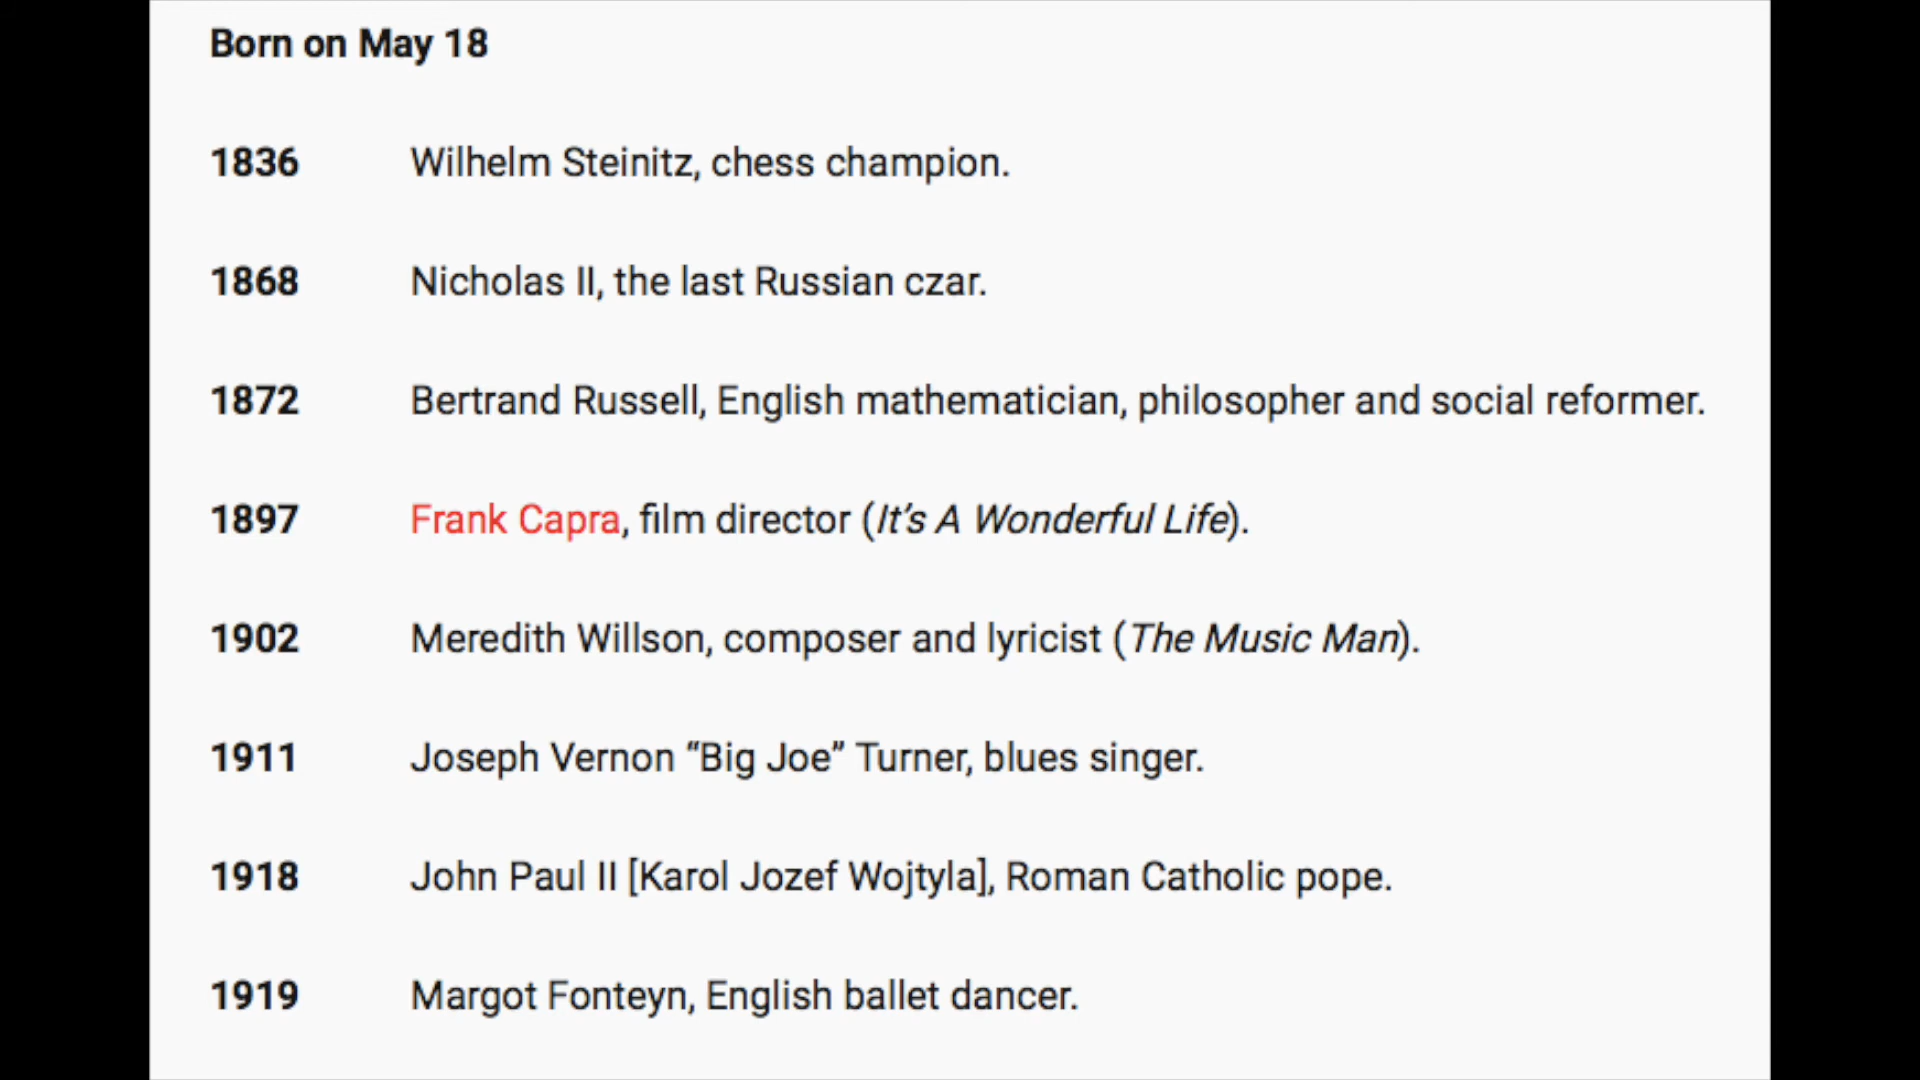 Born on May 18
1836 Wilhelm Steinitz, chess champion.
1868 Nicholas II, the last Russian czar.
1872 Bertrand Russell, English mathematician, philosopher and social reformer.
1897 Frank Capra, film director (It’s A Wonderful Life).
1902 Meredith Willson, composer and lyricist (The Music Man).
1911 Joseph Vernon “Big Joe” Turner, blues singer.
1918 John Paul II [Karol Jozef Wojtyla], Roman Catholic pope.
1919 Margot Fonteyn, English ballet dancer.